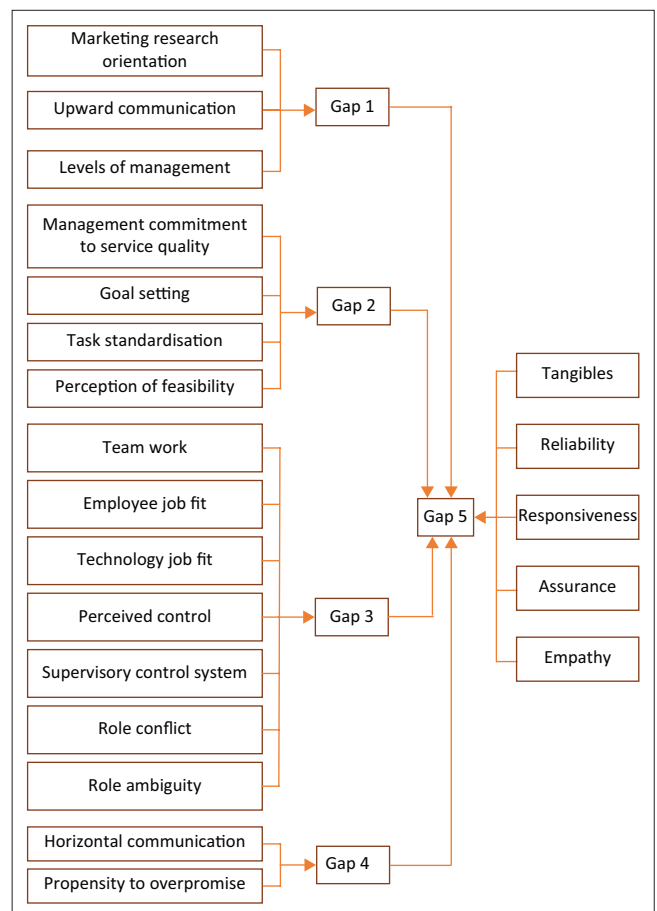 Marketing research
orientation
Upward communication
Levels of management
Gap 1
Management commitment
to service quality
Goal setting
Task standardisation
Perception of feasibility
Gap 2
Team work
Employee job fit
Technology job fit
Perceived control
Supervisory control system
Role conflict
Role ambiguity
Gap 3
Horizontal communication
Propensity to overpromise
Gap 4
Gap 5
Tangibles
Reliability
Responsiveness
Assurance
Empathy